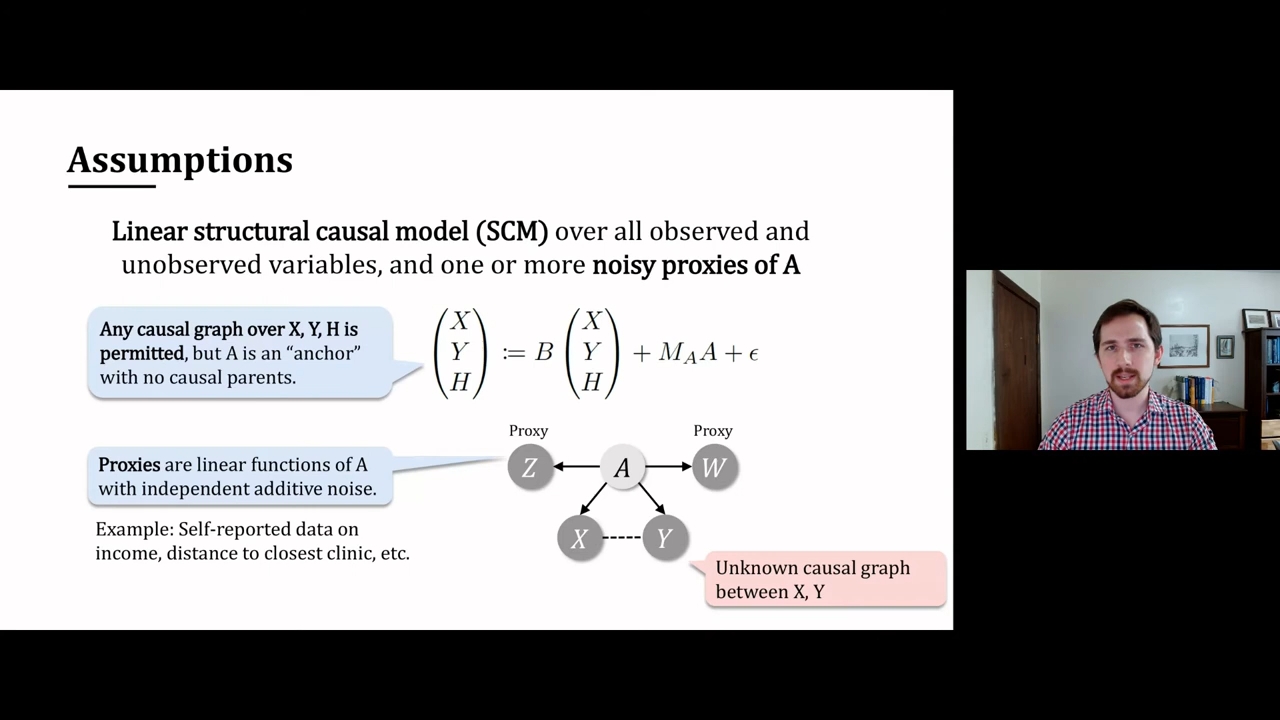 Assumptions
Linear structural causal model (SCM) over all observed and
unobserved variables, and one or more noisy proxies of A
Any causal graph over X, Y, H is
permitted, but A is an “anchor”
with no causal parents.
(X Y H) := B (X Y H) + M_A A + ϵ
Proxy
Proxy
Proxies are linear functions of A
with independent additive noise.
Z
A
W
Example: Self-reported data on
income, distance to closest clinic, etc.
X
Y
Unknown causal graph
between X, Y